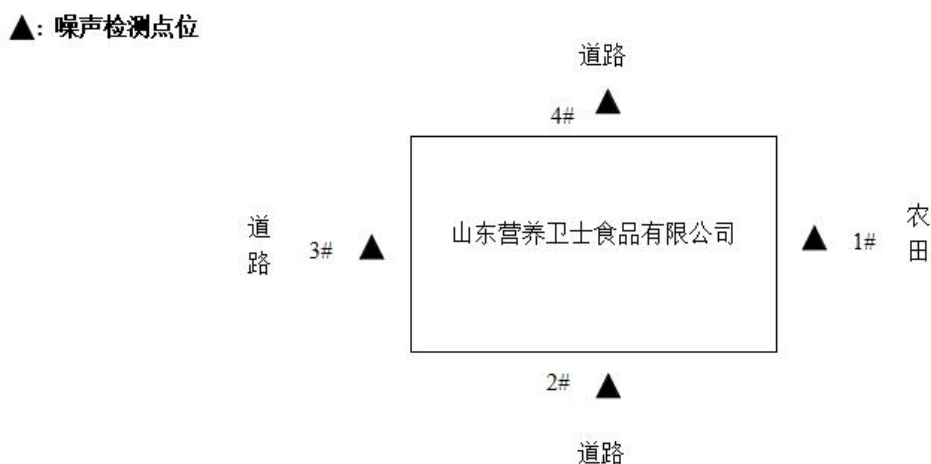 ▲: 噪声检测点位
道路
4#
道路
3#
山东营养卫士食品有限公司
1#
农田
2#
道路